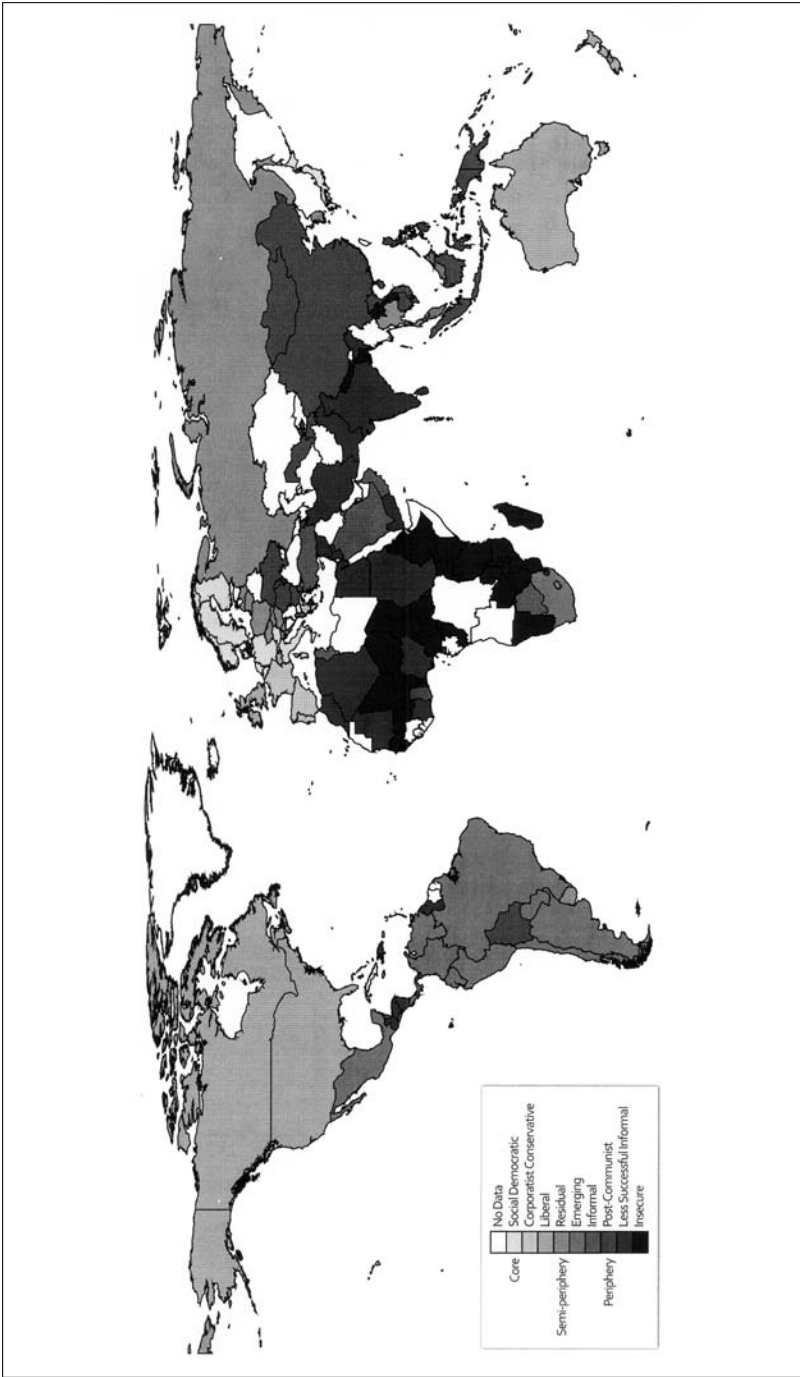 No Data
Core Social Democratic
Corporatist Conservative
Liberal
Semi-periphery Residual
Emerging
Informal
Periphery Post-Communist
Less Successful Informal
Insecure